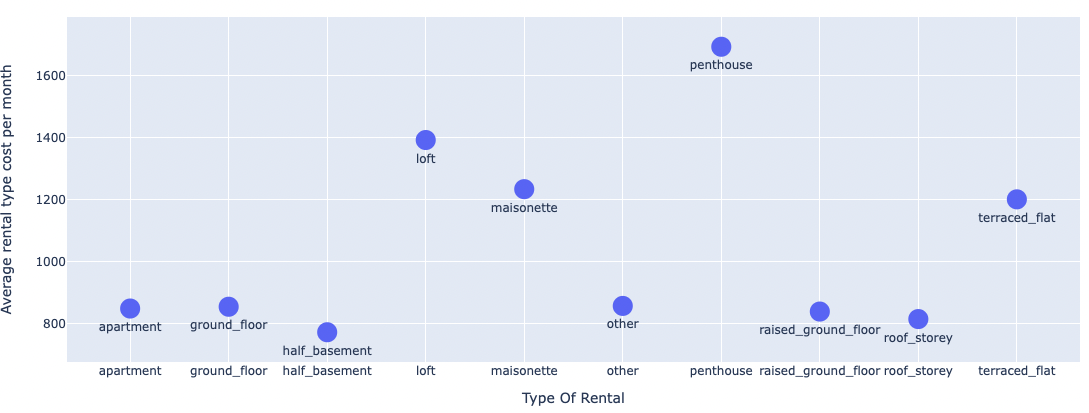 Average rental type cost per month
1600
1400
1200
1000
800
penthouse
loft
maisonette
terraced_flat
apartment
ground_floor
other
raised_ground_floor
roof_storey
half_basement
apartment ground_floor half_basement loft maisonette other penthouse raised_ground_floor roof_storey terraced_flat
Type Of Rental